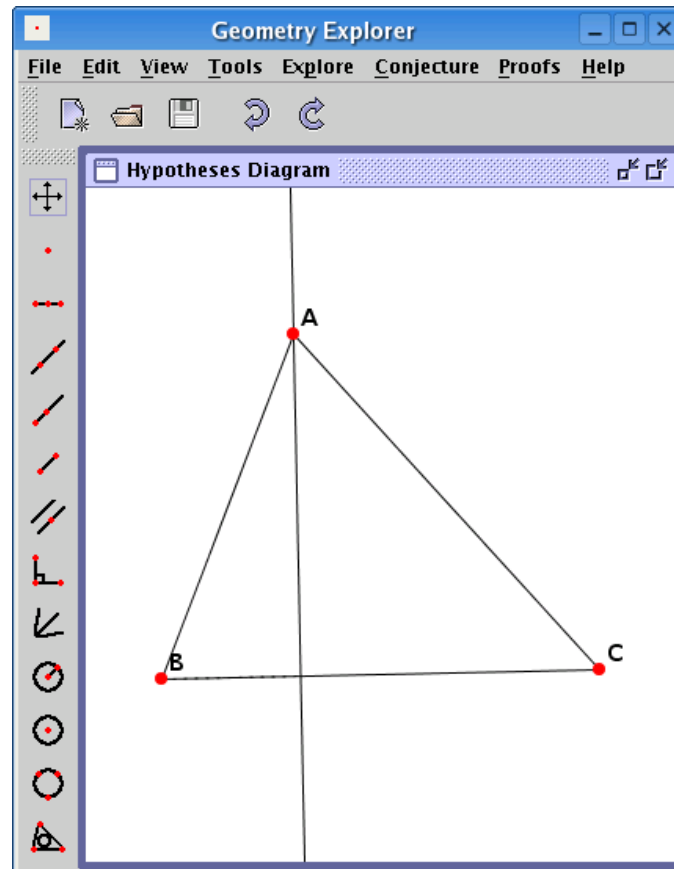 Geometry Explorer
File Edit View Tools Explore Conjecture Proofs Help
Hypotheses Diagram
A
B
C